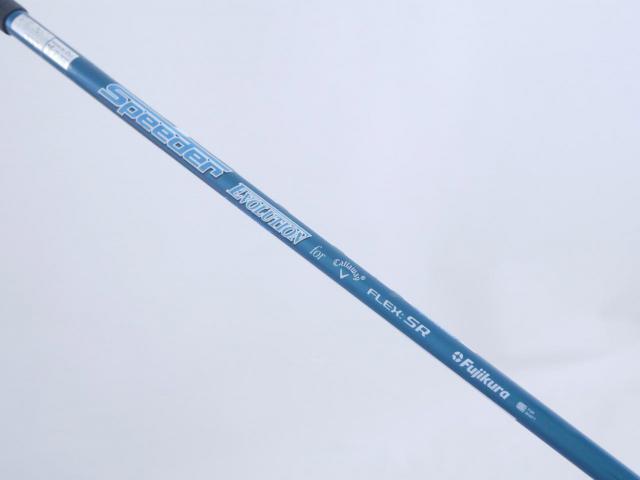 Speeder EVOLUTION for Callaway® FLEX: SR Fujikura